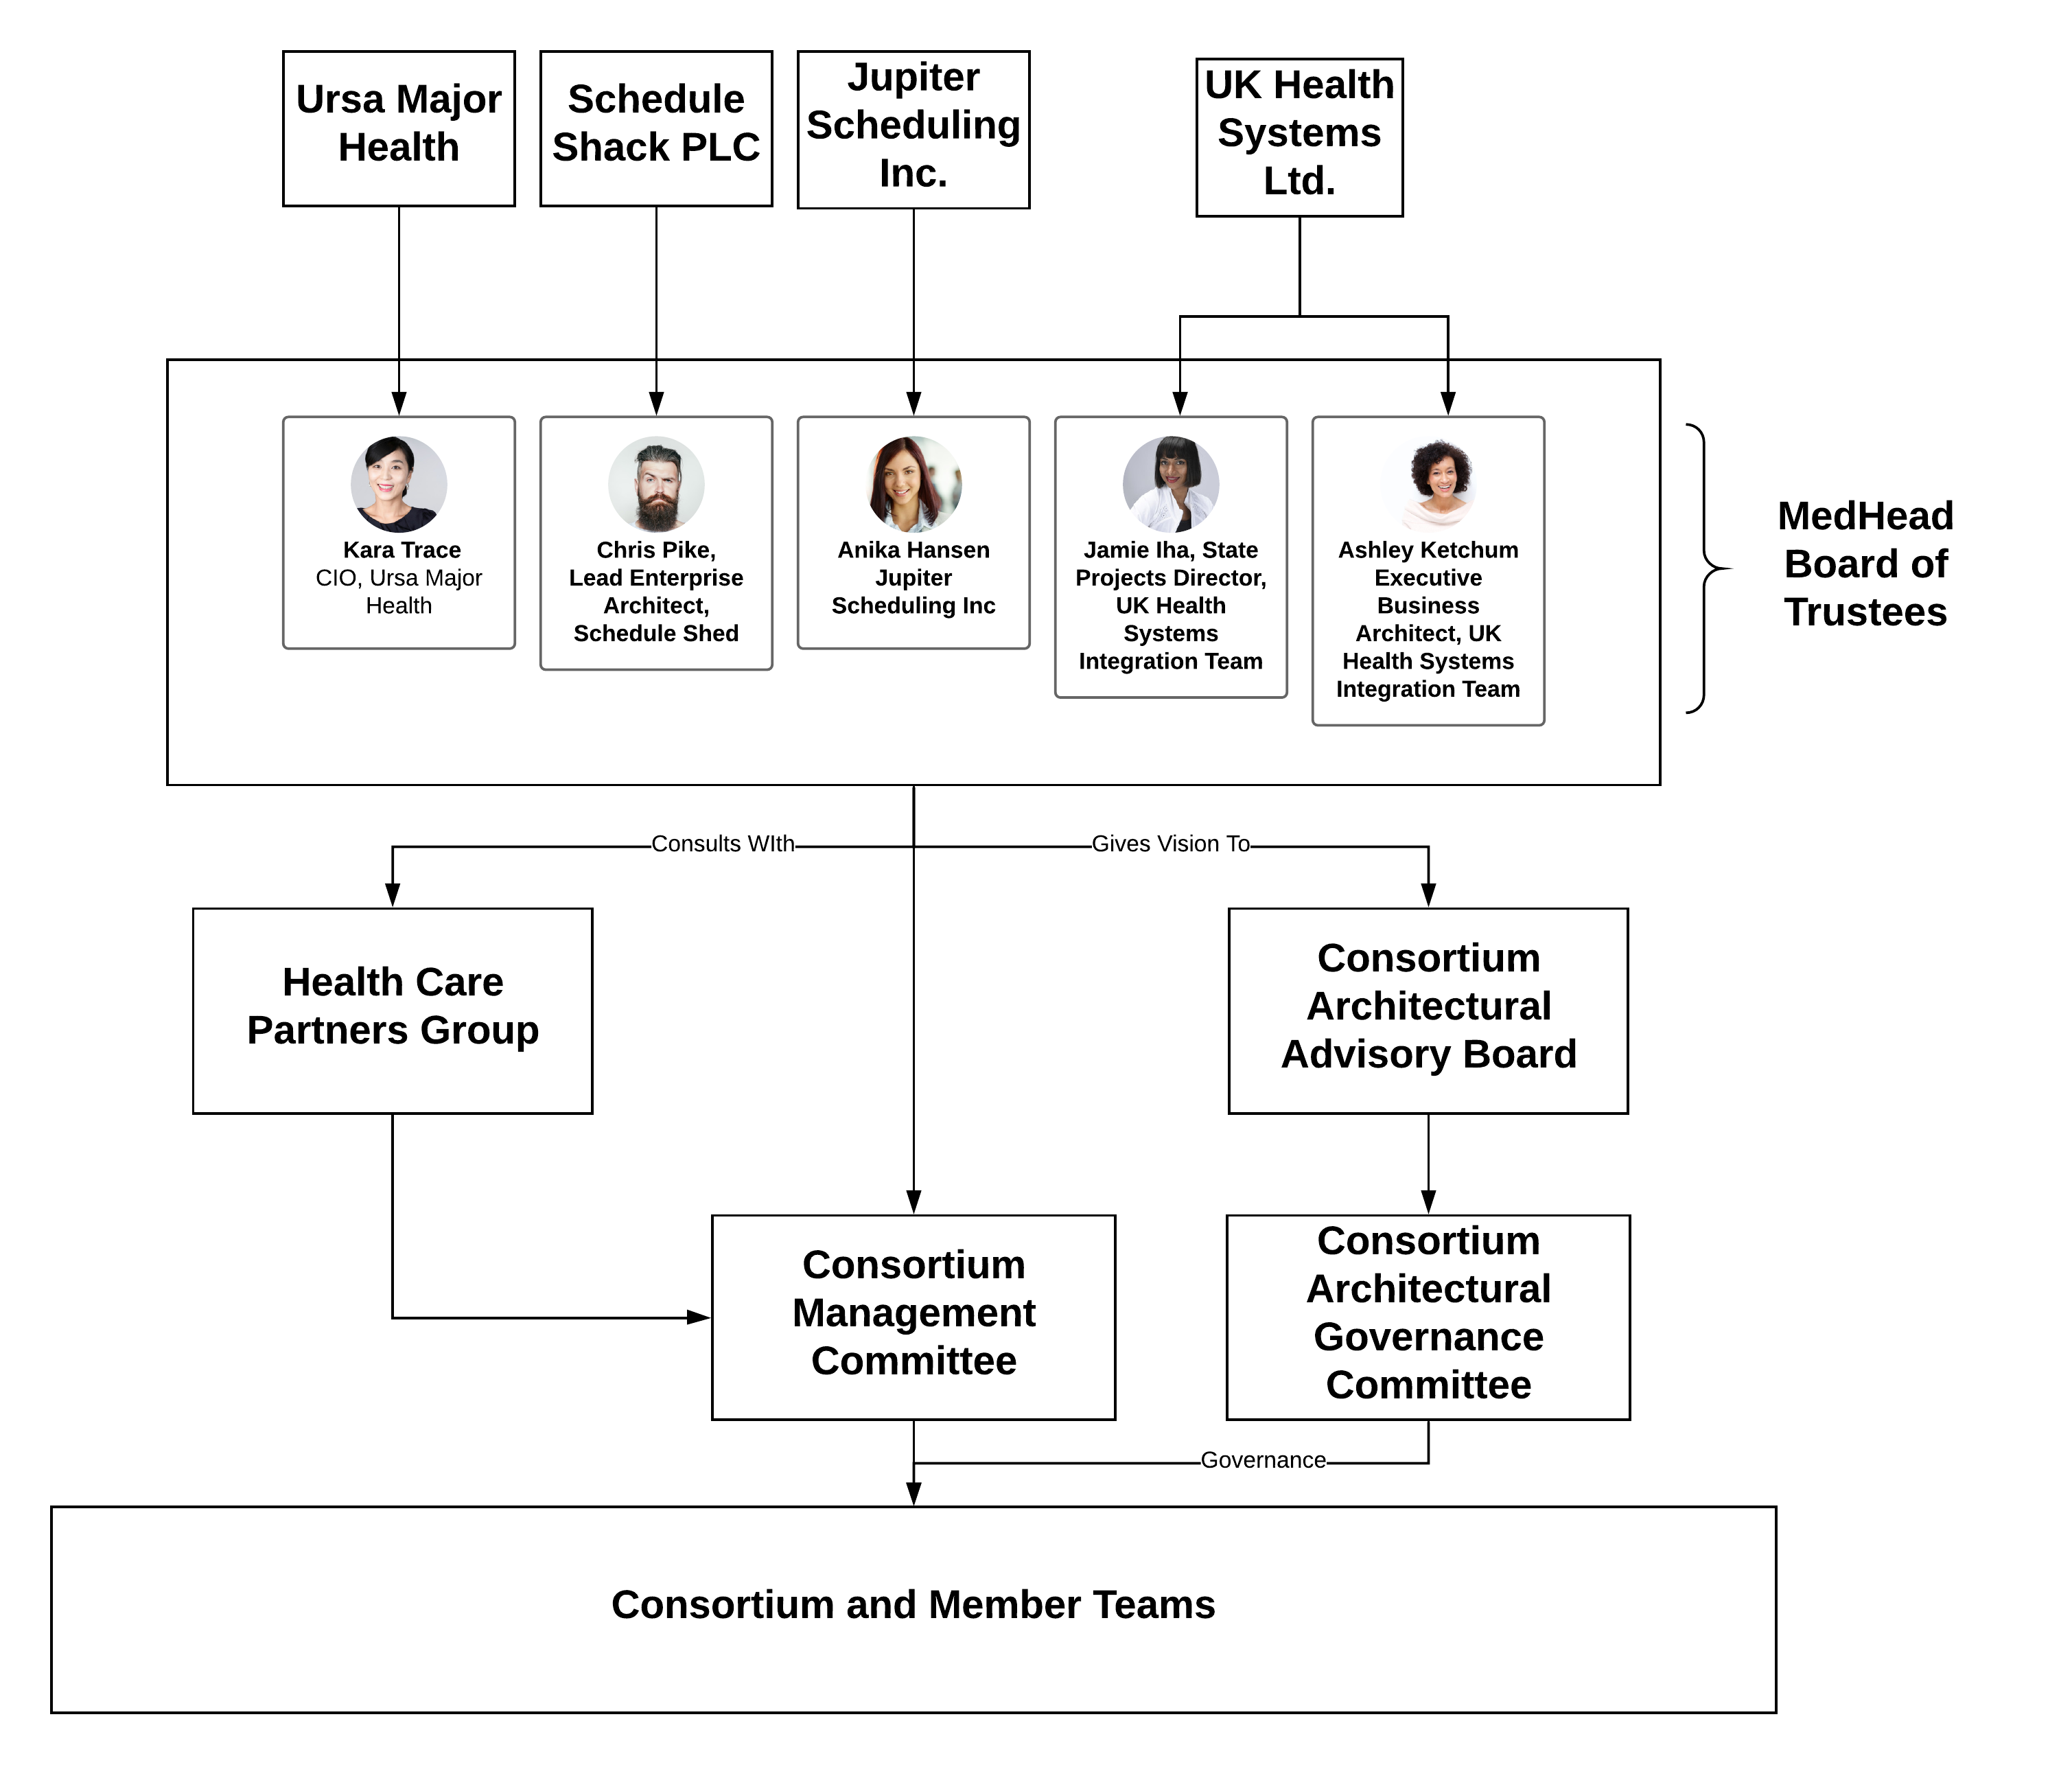 Ursa Major
Health
Schedule
Shack PLC
Jupiter
Scheduling
Inc.
UK Health
Systems
Ltd.
Kara Trace
CIO, Ursa Major
Health
Chris Pike,
Lead Enterprise
Architect,
Schedule Shed
Anika Hansen
Jupiter
Scheduling Inc
Jamie Iha, State
Projects Director,
UK Health
Systems
Integration Team
Ashley Ketchum
Executive
Business
Architect, UK
Health Systems
Integration Team
MedHead
Board of
Trustees
Consults WIth
Gives Vision To
Health Care
Partners Group
Consortium
Architectural
Advisory Board
Consortium
Management
Committee
Consortium
Architectural
Governance
Committee
Governance
Consortium and Member Teams